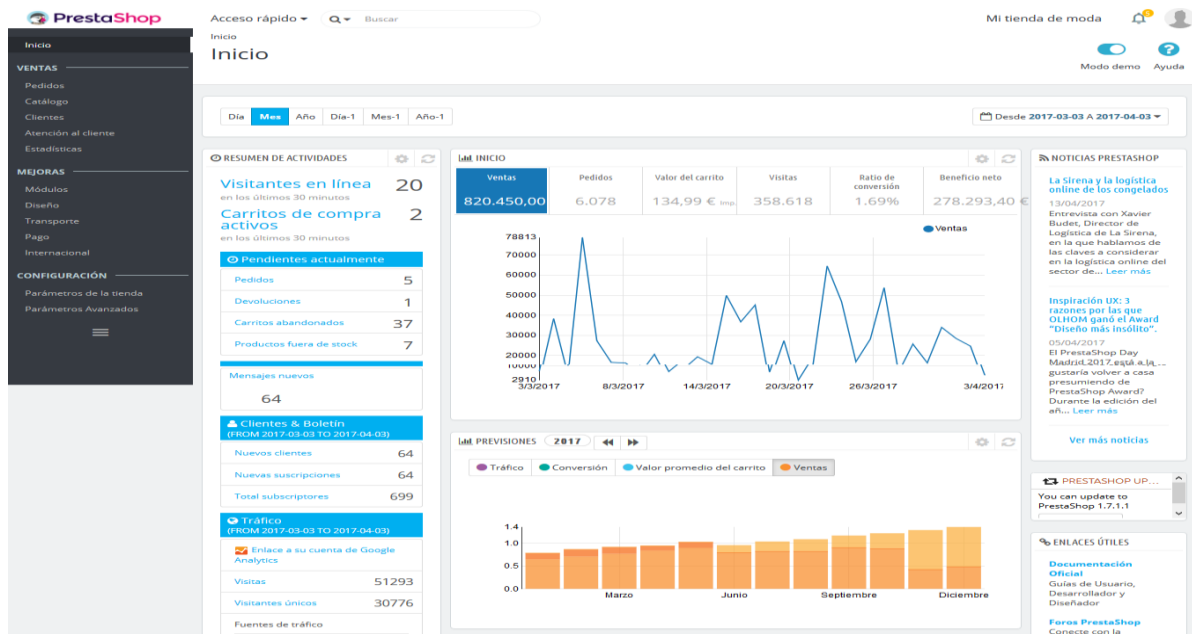 PrestaShop
Acceso rápido
Buscar
Mi tienda de moda
Inicio
Inicio
Modo demo
Ayuda
Inicio
VENTAS
Pedidos
Catálogo
Clientes
Atención al cliente
Estadísticas
MEJORAS
Módulos
Diseño
Transporte
Pago
Internacional
CONFIGURACIÓN
Parámetros de la tienda
Parámetros Avanzados
Día Mes Año Día-1 Mes-1 Año-1
Desde 2017-03-03 A 2017-04-03
RESUMEN DE ACTIVIDADES
Visitantes en línea 20
en los últimos 30 minutos
Carritos de compra activos 2
en los últimos 30 minutos
Pendientes actualmente
Pedidos 5
Devoluciones 1
Carritos abandonados 37
Productos fuera de stock 7
Mensajes nuevos
64
Clientes & Boletín
(FROM 2017-03-03 TO 2017-04-03)
Nuevos clientes 64
Nuevas suscripciones 64
Total subscriptores 699
Tráfico
(FROM 2017-03-03 TO 2017-04-03)
Enlace a su cuenta de Google
Analytics
Visitas 51293
Visitantes únicos 30776
Fuentes de tráfico
INICIO
Ventas
820.450,00
Pedidos
6.078
Valor del carrito
134,99 € imp.
Visitas
358.618
Ratio de
conversión
1.69%
Beneficio neto
278.293,40 €
Ventas
78813
70000
60000
50000
40000
30000
20000
10000
2910
3/3/2017 8/3/2017 14/3/2017 20/3/2017 26/3/2017 3/4/2017
PREVISIONES 2017
Tráfico Conversión Valor promedio del carrito Ventas
1.4
1.0
0.5
0.0
Marzo Junio Septiembre Diciembre
NOTICIAS PRESTASHOP
La Sirena y la logística
online de los congelados
13/04/2017
Entrevista con Xavier
Budet, Director de
Logística de La Sirena,
en la que hablamos de
las claves a considerar
en la logística online del
sector de... Leer más
Inspiración UX: 3
razones por las que
OLHOM ganó el Award
"Diseño más insólito".
05/04/2017
El PrestaShop Day
Madrid 2017 está a la
gustaría volver a casa
presumiendo de
PrestaShop Award?
Durante la edición del
añ... Leer más
Ver más noticias
PRESTASHOP UP...
You can update to
PrestaShop 1.7.1.1
ENLACES ÚTILES
Documentación
Oficial
Guías de Usuario,
Desarrollador y
Diseñador
Foros PrestaShop
Conecte con la